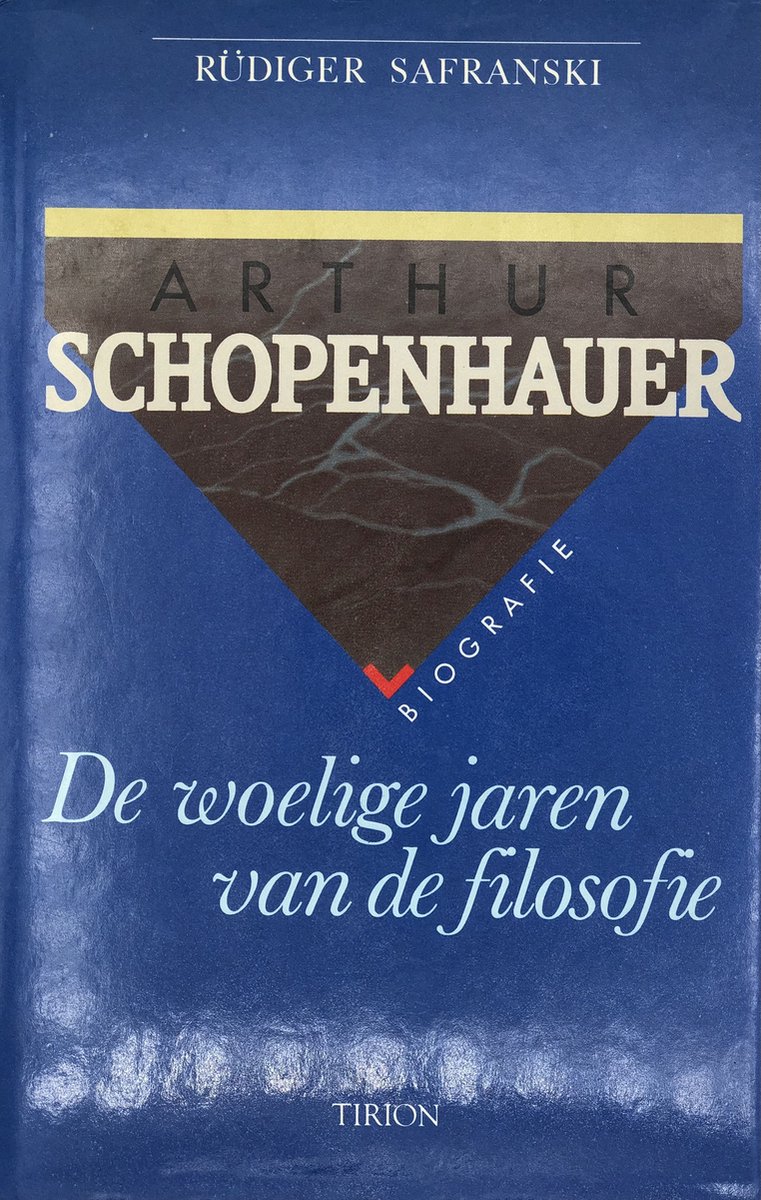 RÜDIGER SAFRANSKI
ARTHUR
SCHOPENHAUER
BIOGRAFIE
De woelige jaren
van de filosofie
TIRION